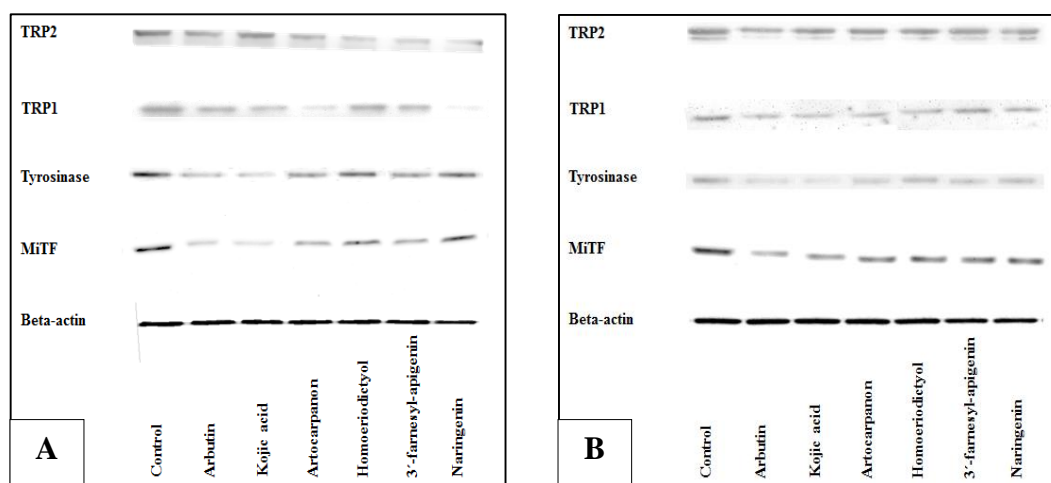 TRP2
TRP1
Tyrosinase
MiTF
Beta-actin
Control
Arbutin
Kojic acid
Artocarpanon
Homoeriodictyol
3´-farnesyl-apigenin
Naringenin
A
TRP2
TRP1
Tyrosinase
MiTF
Beta-actin
Control
Arbutin
Kojic acid
Artocarpanon
Homoeriodictyol
3´-farnesyl-apigenin
Naringenin
B